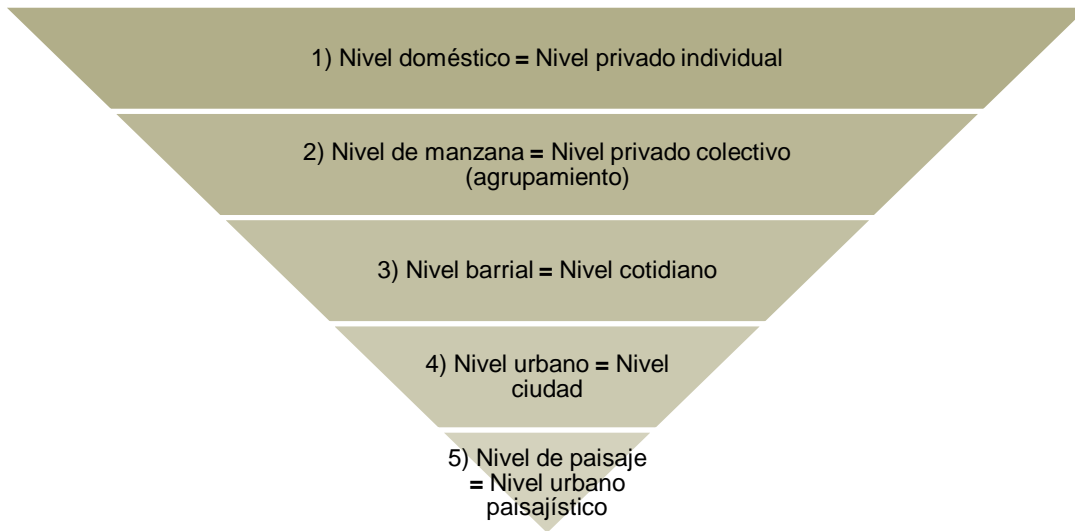 1) Nivel doméstico = Nivel privado individual
2) Nivel de manzana = Nivel privado colectivo
(agrupamiento)
3) Nivel barrial = Nivel cotidiano
4) Nivel urbano = Nivel
ciudad
5) Nivel de paisaje
= Nivel urbano
paisajístico